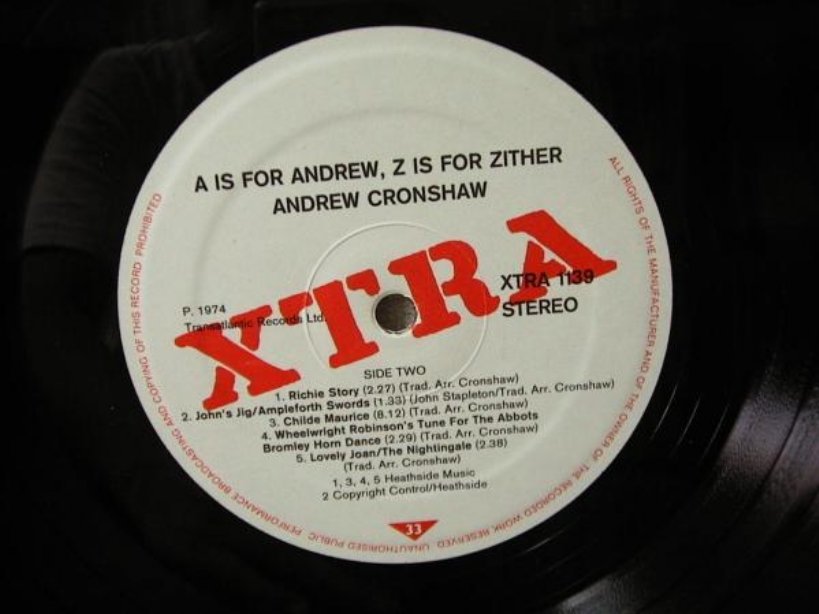 A IS FOR ANDREW, Z IS FOR ZITHER
ANDREW CRONSHAW
XTRA
XTRA 1139
STEREO
P. 1974
Transatlantic Records Ltd.
SIDE TWO
1. Richie Story (2.27) (Trad. Arr. Cronshaw)
2. John's Jig/Ampleforth Swords (1.33) (John Stapleton/Trad. Arr. Cronshaw)
3. Childe Maurice (8.12) (Trad. Arr. Cronshaw)
4. Wheelwright Robinson's Tune For The Abbots
Bromley Horn Dance (2.29) (Trad. Arr. Cronshaw)
5. Lovely Joan/The Nightingale (2.38)
(Trad. Arr. Cronshaw)
1, 3, 4, 5 Heathside Music
2 Copyright Control/Heathside
33
ALL RIGHTS OF THE MANUFACTURER AND OF THE OWNER OF THE RECORDED WORK RESERVED UNAUTHORISED PUBLIC PERFORMANCE BROADCASTING AND COPYING OF THIS RECORD PROHIBITED